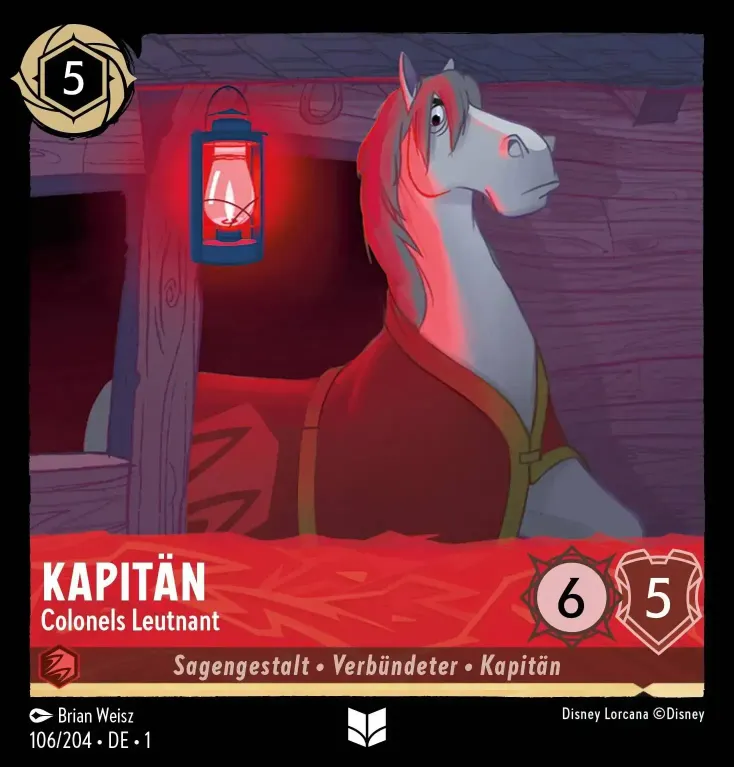 5
KAPITÄN
Colonels Leutnant
6 5
Sagengestalt • Verbündeter • Kapitän
Brian Weisz
Disney Lorcana ©Disney
106/204 • DE • 1